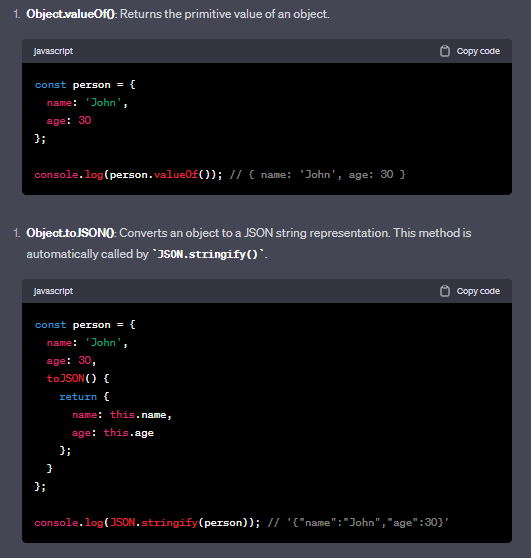 1. Object.valueOf(): Returns the primitive value of an object.
javascript
Copy code
const person = {
  name: 'John',
  age: 30
};
console.log(person.valueOf()); // { name: 'John', age: 30 }
1. Object.toJSON(): Converts an object to a JSON string representation. This method is
automatically called by `JSON.stringify()`.
javascript
Copy code
const person = {
  name: 'John',
  age: 30,
  toJSON() {
    return {
      name: this.name,
      age: this.age
    };
  }
};
console.log(JSON.stringify(person)); // '{"name":"John","age":30}'